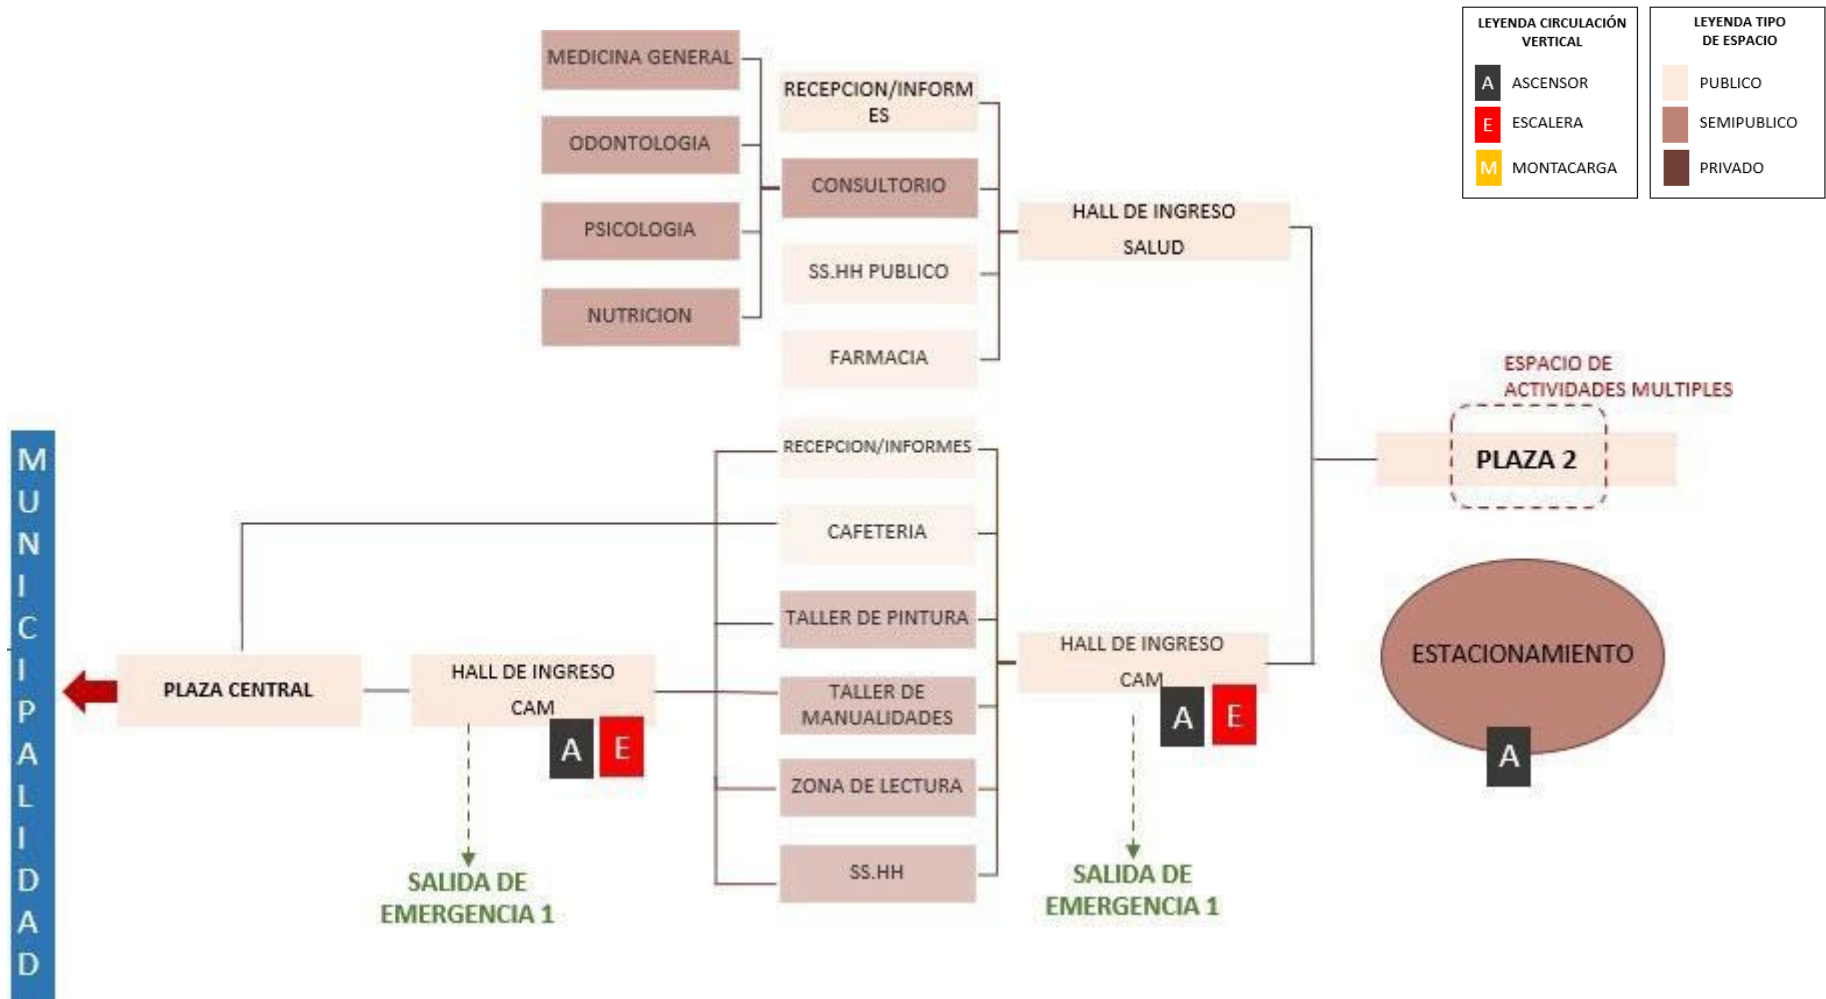 LEYENDA CIRCULACIÓN
VERTICAL
A ASCENSOR
E ESCALERA
M MONTACARGA
LEYENDA TIPO
DE ESPACIO
PUBLICO
SEMIPUBLICO
PRIVADO
MEDICINA GENERAL
ODONTOLOGIA
PSICOLOGIA
NUTRICION
RECEPCION/INFORM
ES
CONSULTORIO
SS.HH PUBLICO
FARMACIA
HALL DE INGRESO
SALUD
ESPACIO DE
ACTIVIDADES MULTIPLES
PLAZA 2
ESTACIONAMIENTO
A
RECEPCION/INFORMES
CAFETERIA
TALLER DE PINTURA
TALLER DE
MANUALIDADES
ZONA DE LECTURA
SS.HH
HALL DE INGRESO
CAM
A E
SALIDA DE
EMERGENCIA 1
HALL DE INGRESO
CAM
A E
SALIDA DE
EMERGENCIA 1
PLAZA CENTRAL
MUNICIPALIDAD